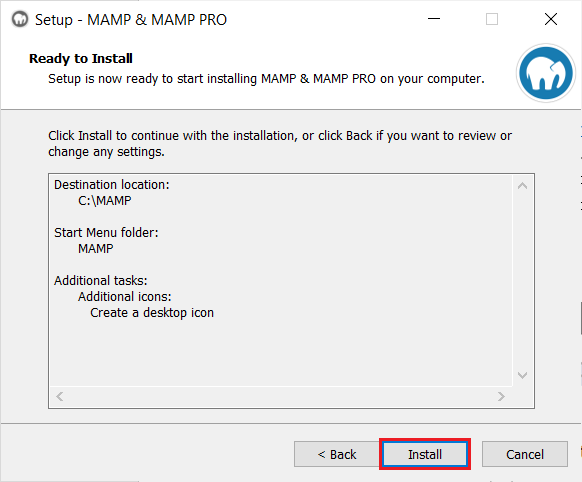 Setup - MAMP & MAMP PRO
Ready to Install
Setup is now ready to start installing MAMP & MAMP PRO on your computer.
Click Install to continue with the installation, or click Back if you want to review or
change any settings.
Destination location:
C:\MAMP
Start Menu folder:
MAMP
Additional tasks:
Additional icons:
Create a desktop icon
< Back
Install
Cancel